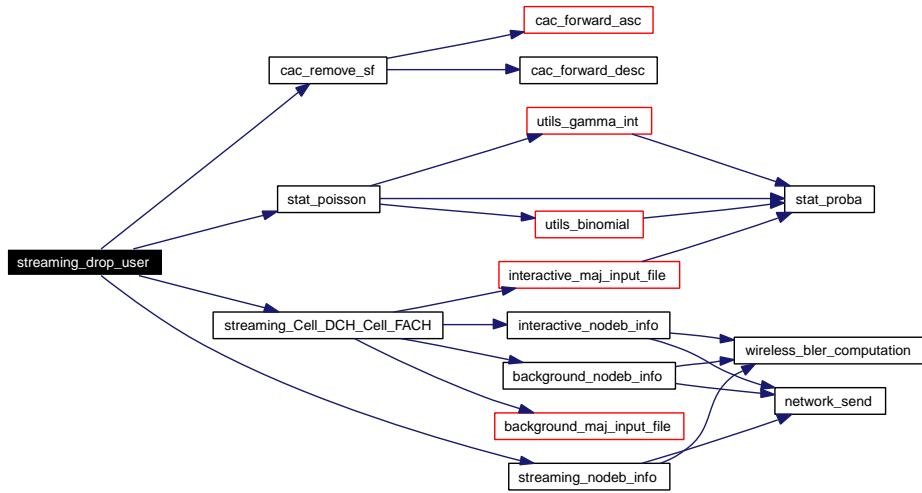 cac_forward_asc
cac_remove_sf
cac_forward_desc
utils_gamma_int
stat_poisson
stat_proba
utils_binomial
streaming_drop_user
interactive_maj_input_file
streaming_Cell_DCH_Cell_FACH
interactive_nodeb_info
wireless_bler_computation
background_nodeb_info
network_send
background_maj_input_file
streaming_nodeb_info